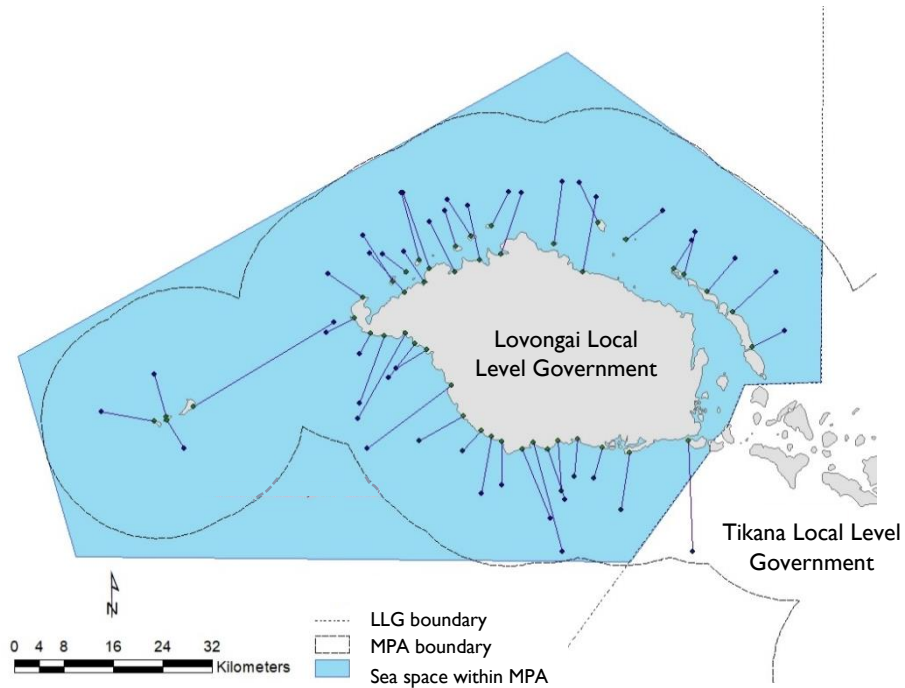 Lovongai Local
Level Government
Tikana Local Level
Government
N
0 4 8 16 24 32
Kilometers
LLG boundary
MPA boundary
Sea space within MPA